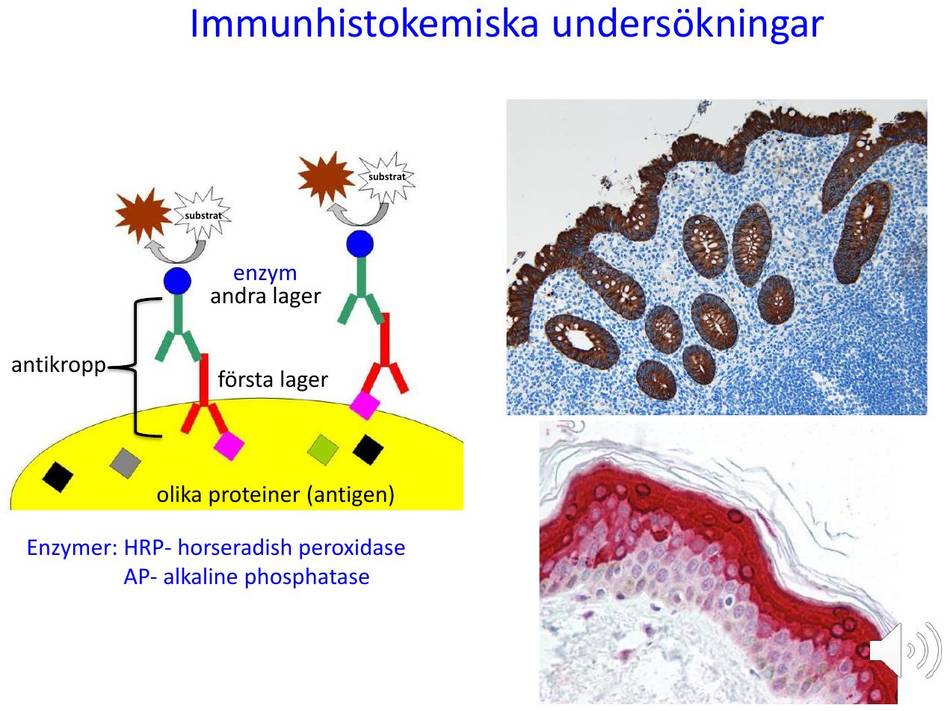 Immunhistokemiska undersökningar
substrat
substrat
enzym
andra lager
antikropp
första lager
olika proteiner (antigen)
Enzymer: HRP- horseradish peroxidase
AP- alkaline phosphatase